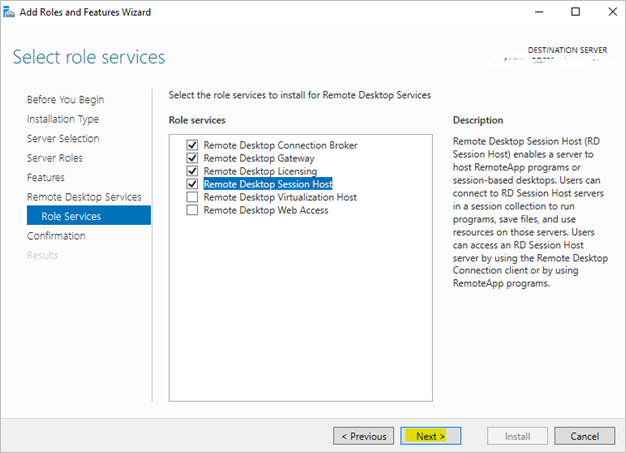 Add Roles and Features Wizard
Select role services
DESTINATION SERVER
Before You Begin
Installation Type
Server Selection
Server Roles
Features
Remote Desktop Services
Role Services
Confirmation
Results
Select the role services to install for Remote Desktop Services
Role services
Remote Desktop Connection Broker
Remote Desktop Gateway
Remote Desktop Licensing
Remote Desktop Session Host
Remote Desktop Virtualization Host
Remote Desktop Web Access
Description
Remote Desktop Session Host (RD
Session Host) enables a server to
host RemoteApp programs or
session-based desktops. Users can
connect to RD Session Host servers
in a session collection to run
programs, save files, and use
resources on those servers. Users
can access an RD Session Host
server by using the Remote Desktop
Connection client or by using
RemoteApp programs.
< Previous
Next >
Install
Cancel